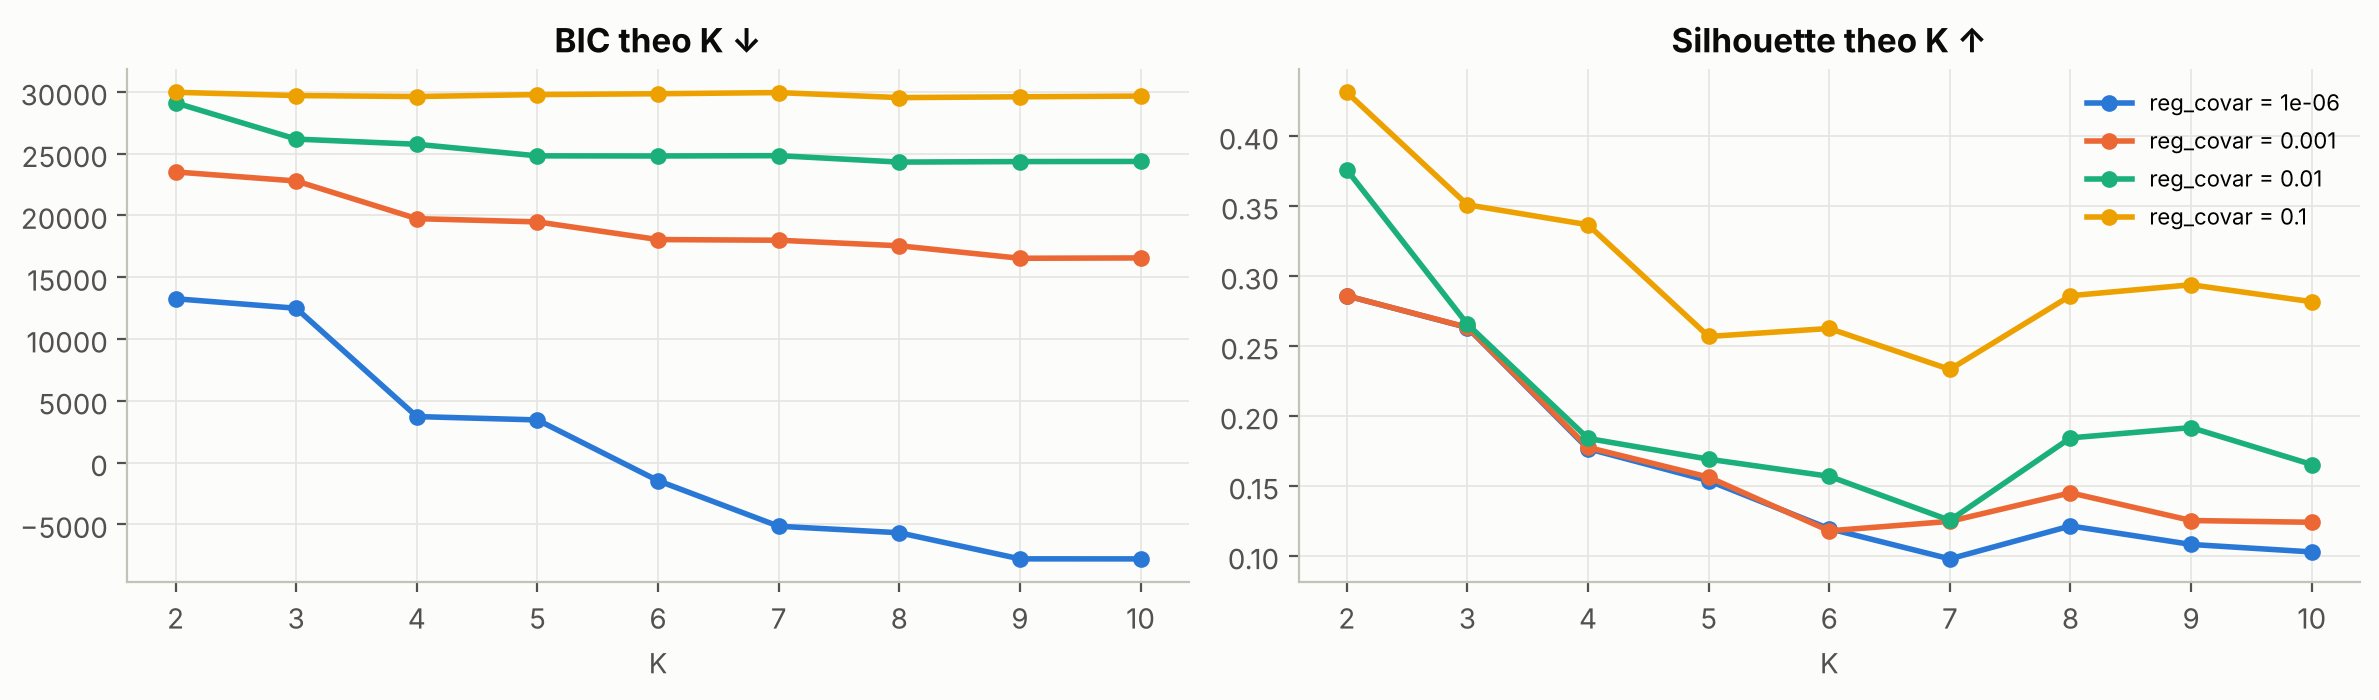 BIC theo K ↓
30000
25000
20000
15000
10000
5000
0
−5000
2 3 4 5 6 7 8 9 10
K
Silhouette theo K ↑
0.40
0.35
0.30
0.25
0.20
0.15
0.10
reg_covar = 1e-06
reg_covar = 0.001
reg_covar = 0.01
reg_covar = 0.1
2 3 4 5 6 7 8 9 10
K